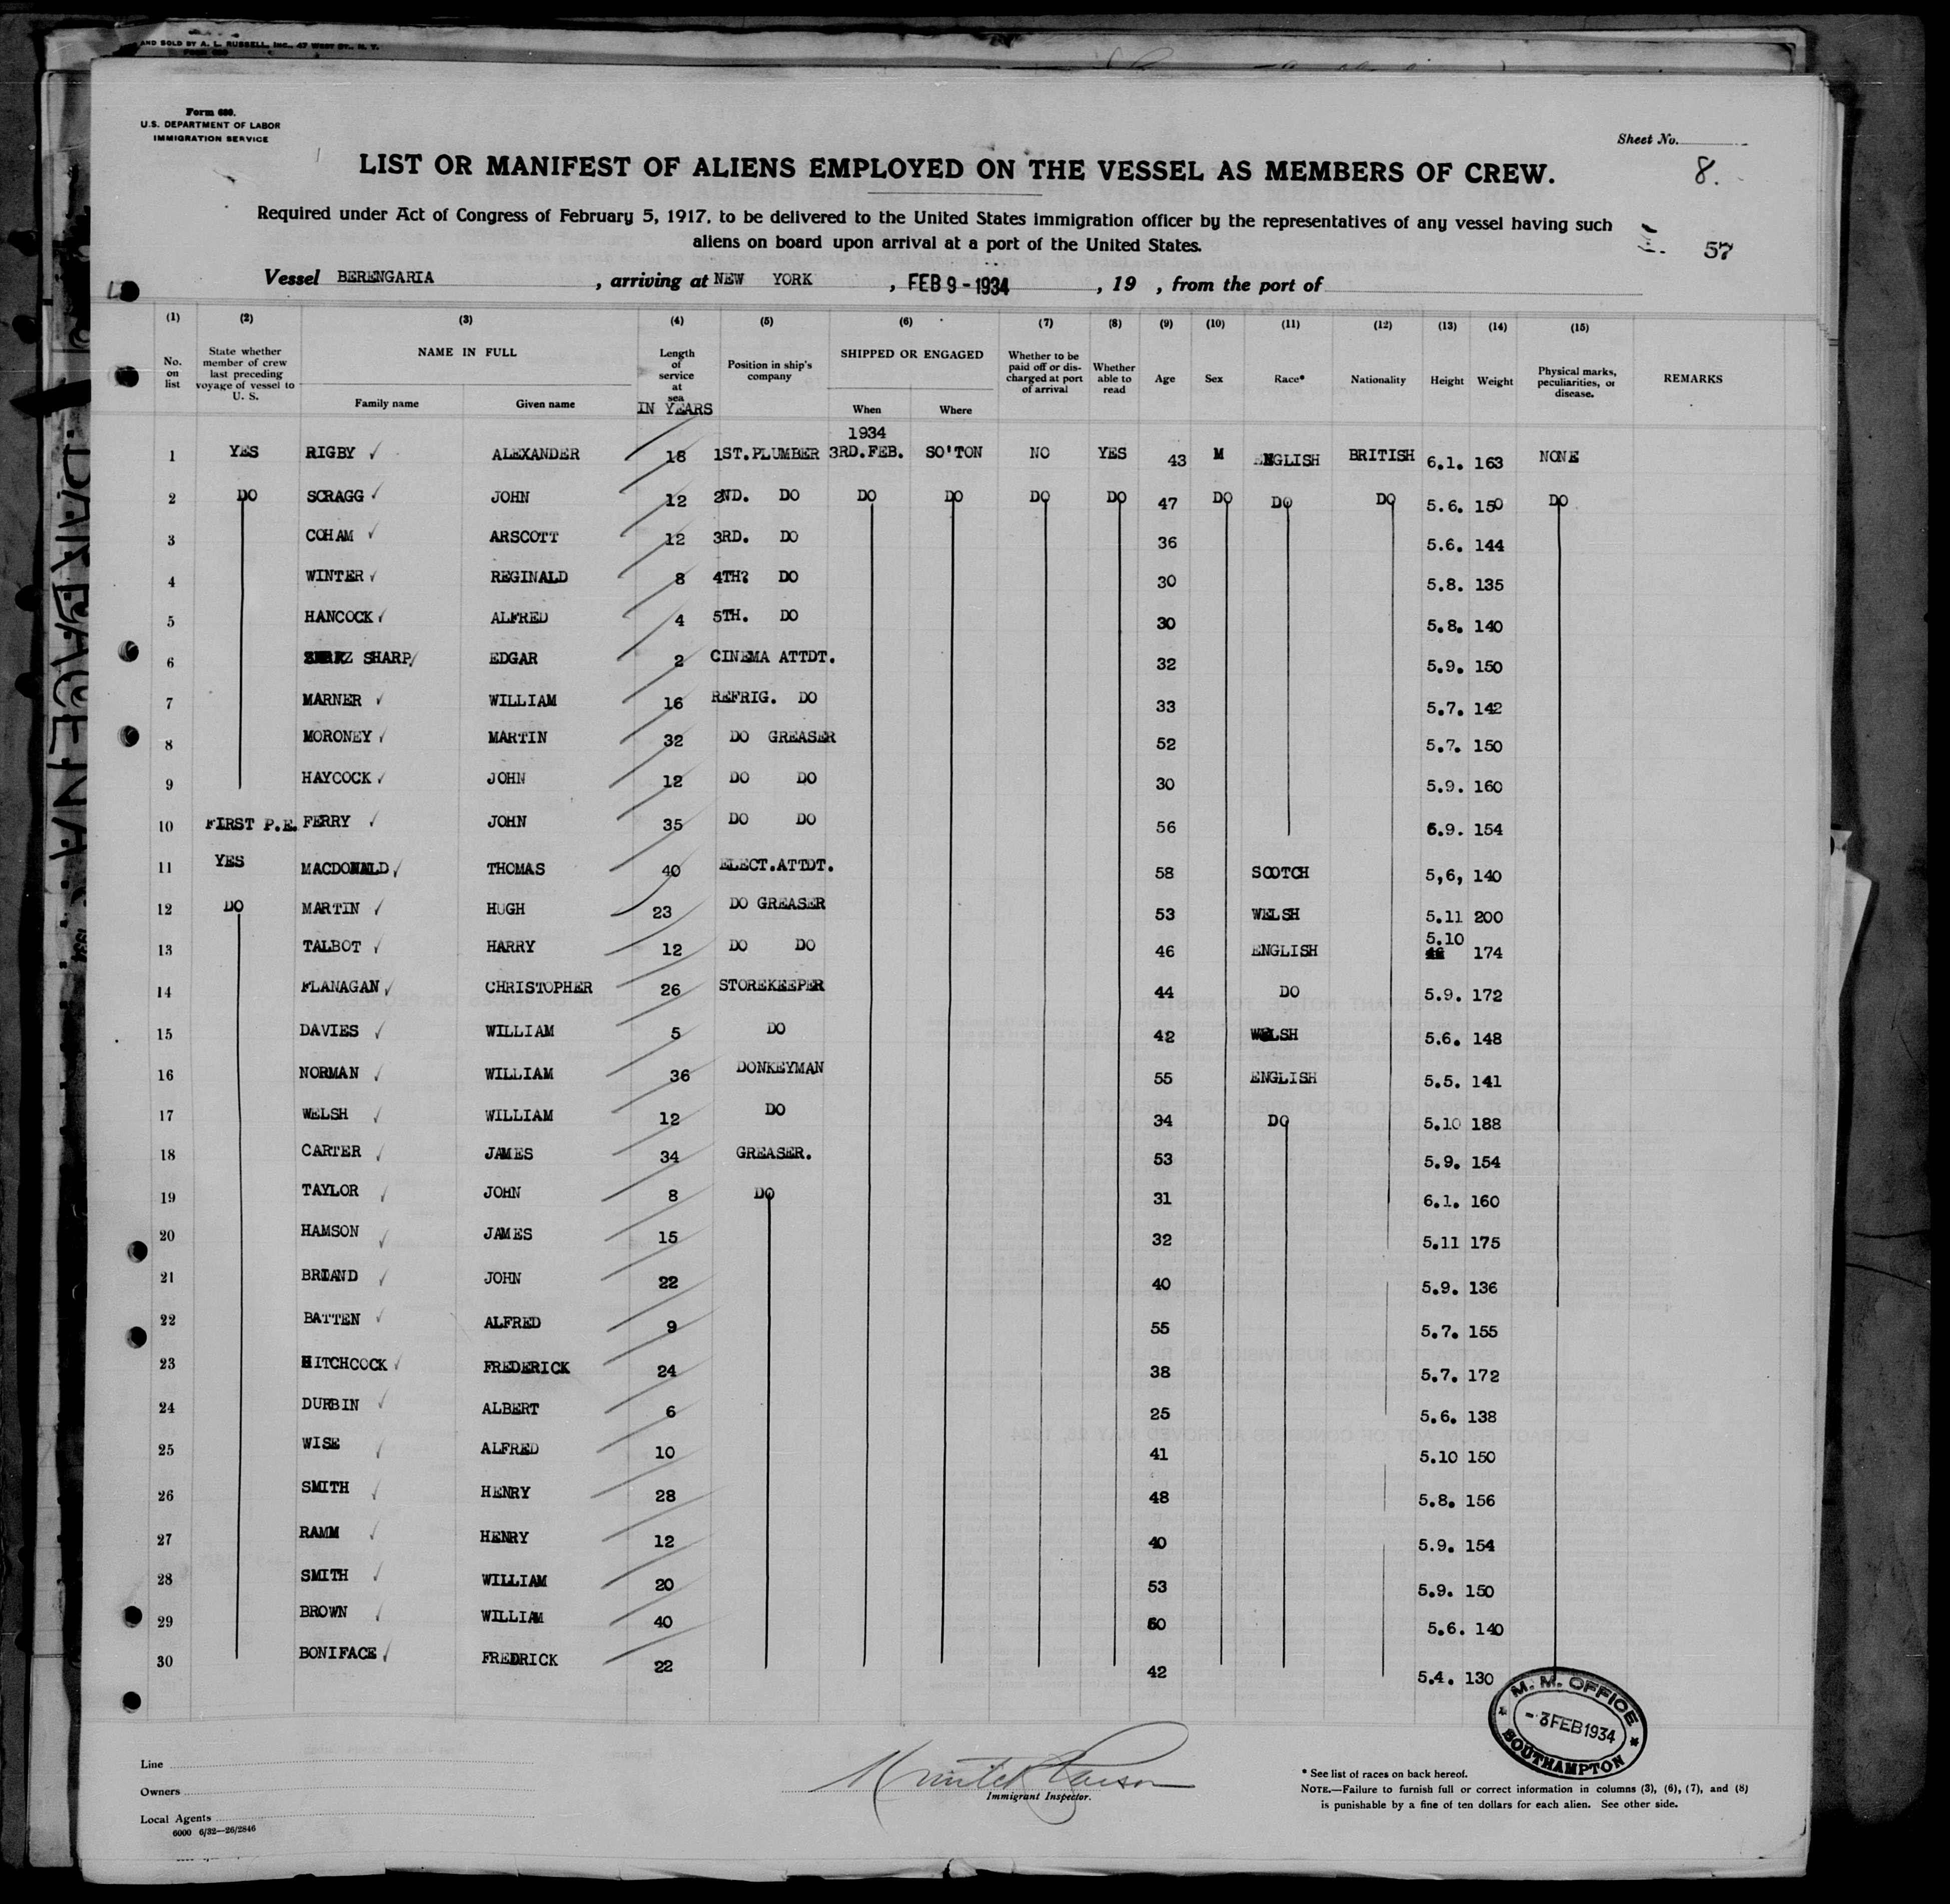 AND SOLD BY A. L. RUSSELL, INC., 47 WEST ST., N. Y.
Form 680
Form 680.
U.S. DEPARTMENT OF LABOR
IMMIGRATION SERVICE
Sheet No.
8.
LIST OR MANIFEST OF ALIENS EMPLOYED ON THE VESSEL AS MEMBERS OF CREW.
Required under Act of Congress of February 5, 1917, to be delivered to the United States immigration officer by the representatives of any vessel having such
aliens on board upon arrival at a port of the United States.
57
Vessel BERENGARIA , arriving at NEW YORK , FEB 9-1934 , 19 , from the port of
(1) (2) (3) (4) (5) (6) (7) (8) (9) (10) (11) (12) (13) (14) (15)
No. on list State whether member of crew last preceding voyage of vessel to U. S. NAME IN FULL Family name Given name Length of service at sea IN YEARS Position in ship's company SHIPPED OR ENGAGED When Where Whether to be paid off or discharged at port of arrival Whether able to read Age Sex Race* Nationality Height Weight Physical marks, peculiarities, or disease. REMARKS
1934
1 YES RIGBY ✓ ALEXANDER 18 1ST.PLUMBER 3RD.FEB. SO'TON NO YES 43 M ENGLISH BRITISH 6.1. 163 NONE
2 DO SCRAGG ✓ JOHN 12 2ND. DO DO DO DO DO 47 DO DO DO 5.6. 150 DO
3 COHAM ✓ ARSCOTT 12 3RD. DO 36 5.6. 144
4 WINTER ✓ REGINALD 8 4TH? DO 30 5.8. 135
5 HANCOCK ✓ ALFRED 4 5TH. DO 30 5.8. 140
6 SHARP ✓ EDGAR 2 CINEMA ATTDT. 32 5.9. 150
7 MARNER ✓ WILLIAM 16 REFRIG. DO 33 5.7. 142
8 MORONEY ✓ MARTIN 32 DO GREASER 52 5.7. 150
9 HAYCOCK ✓ JOHN 12 DO DO 30 5.9. 160
10 FIRST P.E. FERRY ✓ JOHN 35 DO DO 56 5.9. 154
11 YES MACDONALD ✓ THOMAS 40 ELECT.ATTDT. 58 SCOTCH 5,6, 140
12 DO MARTIN ✓ HUGH 23 DO GREASER 53 WELSH 5.11 200
13 TALBOT ✓ HARRY 12 DO DO 46 ENGLISH 5.10 174
14 FLANAGAN ✓ CHRISTOPHER 26 STOREKEEPER 44 DO 5.9. 172
15 DAVIES ✓ WILLIAM 5 DO 42 WELSH 5.6. 148
16 NORMAN ✓ WILLIAM 36 DONKEYMAN 55 ENGLISH 5.5. 141
17 WELSH ✓ WILLIAM 12 DO 34 DO 5.10 188
18 CARTER ✓ JAMES 34 GREASER. 53 5.9. 154
19 TAYLOR ✓ JOHN 8 DO 31 6.1. 160
20 HAMSON ✓ JAMES 15 32 5.11 175
21 BRIAND ✓ JOHN 22 40 5.9. 136
22 BATTEN ✓ ALFRED 9 55 5.7. 155
23 HITCHCOCK ✓ FREDERICK 24 38 5.7. 172
24 DURBIN ✓ ALBERT 6 25 5.6. 138
25 WISE ✓ ALFRED 10 41 5.10 150
26 SMITH ✓ HENRY 28 48 5.8. 156
27 RAMM ✓ HENRY 12 40 5.9. 154
28 SMITH ✓ WILLIAM 20 53 5.9. 150
29 BROWN ✓ WILLIAM 40 60 5.6. 140
30 BONIFACE ✓ FREDRICK 22 42 5.4. 130
M. M. OFFICE
-3FEB1934
SOUTHAMPTON
Line
Owners
Local Agents
6000 6/32—26/2846
Immigrant Inspector.
* See list of races on back hereof.
NOTE.—Failure to furnish full or correct information in columns (3), (6), (7), and (8)
is punishable by a fine of ten dollars for each alien. See other side.